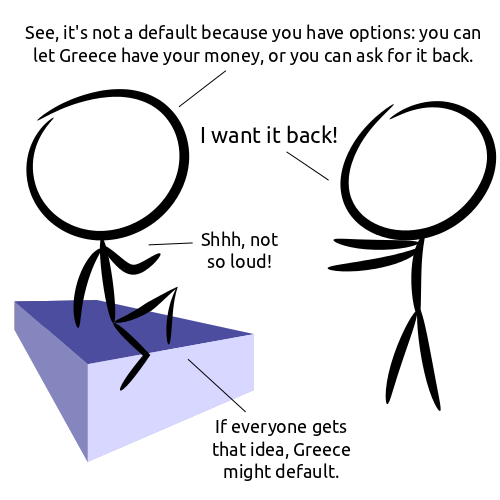 See, it's not a default because you have options: you can
let Greece have your money, or you can ask for it back.
I want it back!
Shhh, not
so loud!
If everyone gets
that idea, Greece
might default.